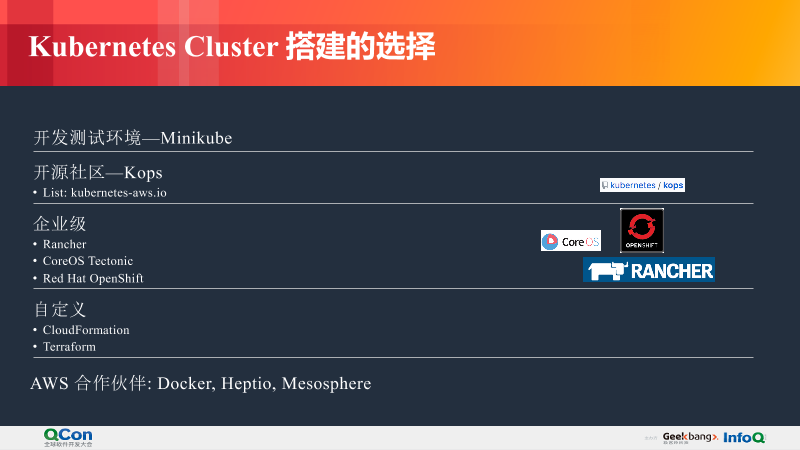 Kubernetes Cluster 搭建的选择
开发测试环境—Minikube
开源社区—Kops
• List: kubernetes-aws.io
kubernetes / kops
企业级
• Rancher
• CoreOS Tectonic
• Red Hat OpenShift
CoreOS
OPENSHIFT
RANCHER
自定义
• CloudFormation
• Terraform
AWS 合作伙伴: Docker, Heptio, Mesosphere
QCon
全球软件开发大会
Geekbang>.
InfoQ